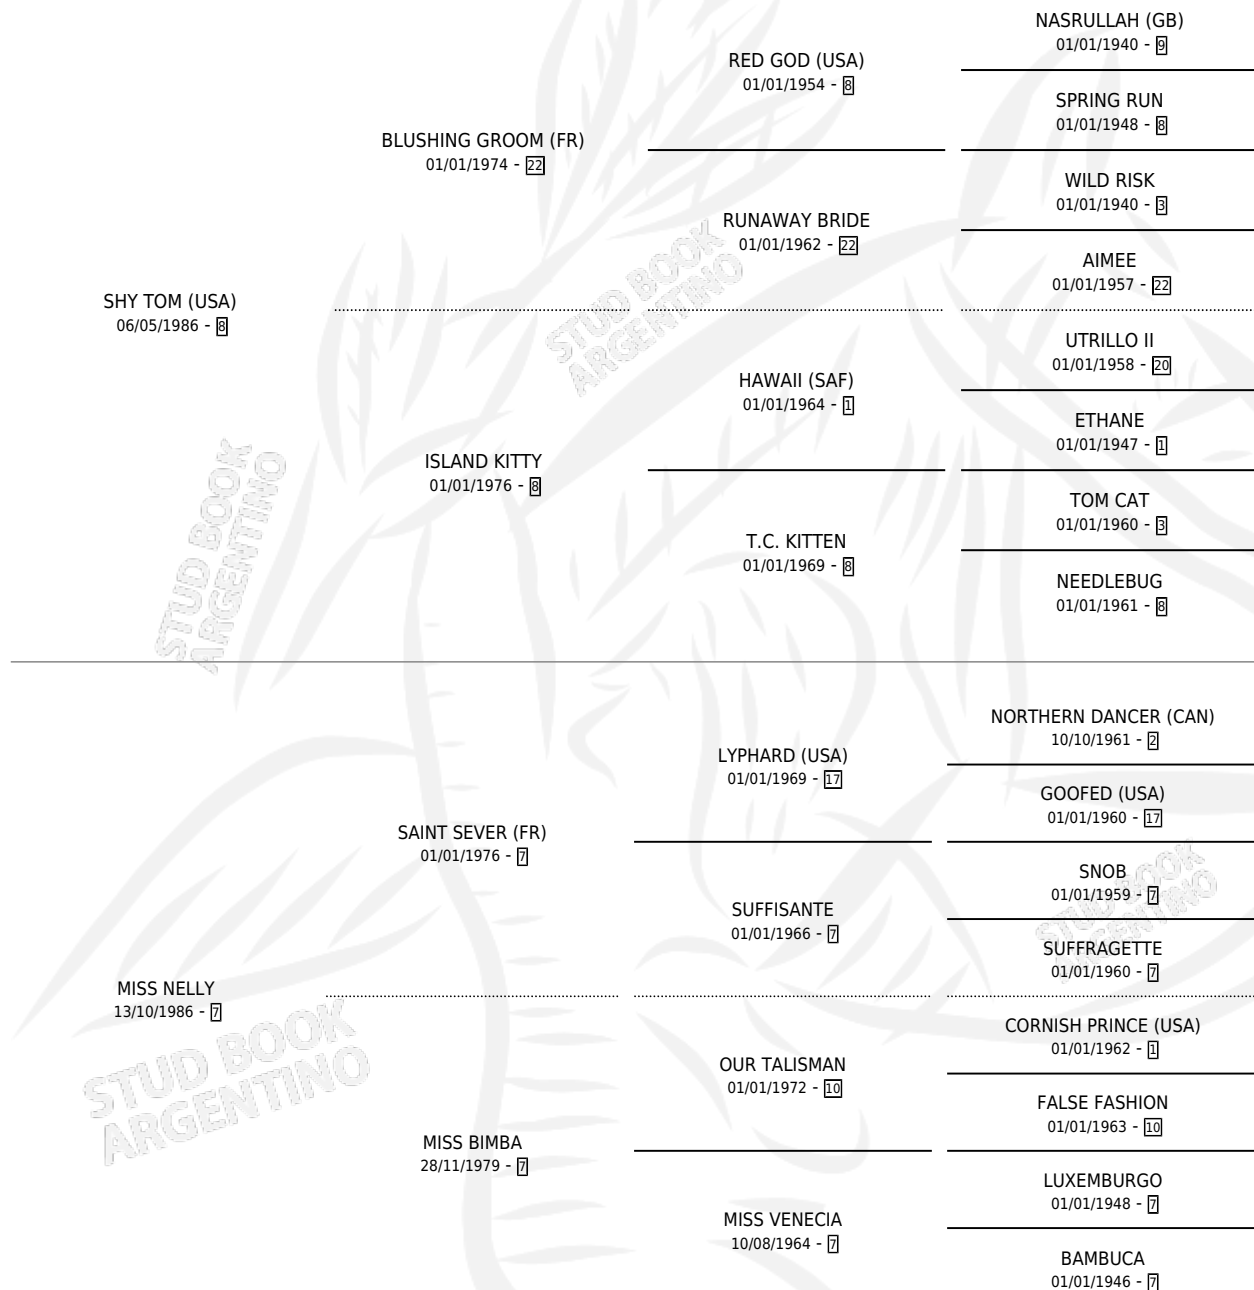 NASRULLAH (GB)
01/01/1940 - 9
RED GOD (USA)
01/01/1954 - 8
SPRING RUN
01/01/1948 - 8
BLUSHING GROOM (FR)
01/01/1974 - 22
WILD RISK
01/01/1940 - 3
RUNAWAY BRIDE
01/01/1962 - 22
AIMEE
01/01/1957 - 22
SHY TOM (USA)
06/05/1986 - 8
STUD BOOK
ARGENTINO
UTRILLO II
01/01/1958 - 20
HAWAII (SAF)
01/01/1964 - 1
ETHANE
01/01/1947 - 1
ISLAND KITTY
01/01/1976 - 8
TOM CAT
01/01/1960 - 3
T.C. KITTEN
01/01/1969 - 8
NEEDLEBUG
01/01/1961 - 8
STUD BOOK
ARGENTINO
NORTHERN DANCER (CAN)
10/10/1961 - 2
LYPHARD (USA)
01/01/1969 - 17
GOOFED (USA)
01/01/1960 - 17
SAINT SEVER (FR)
01/01/1976 - 7
SNOB
01/01/1959 - 7
SUFFISANTE
01/01/1966 - 7
STUD BOOK
ARGENTINO
SUFFRAGETTE
01/01/1960 - 7
MISS NELLY
13/10/1986 - 7
CORNISH PRINCE (USA)
01/01/1962 - 1
OUR TALISMAN
01/01/1972 - 10
STUD BOOK
ARGENTINO
FALSE FASHION
01/01/1963 - 10
MISS BIMBA
28/11/1979 - 7
LUXEMBURGO
01/01/1948 - 7
MISS VENECIA
10/08/1964 - 7
BAMBUCA
01/01/1946 - 7